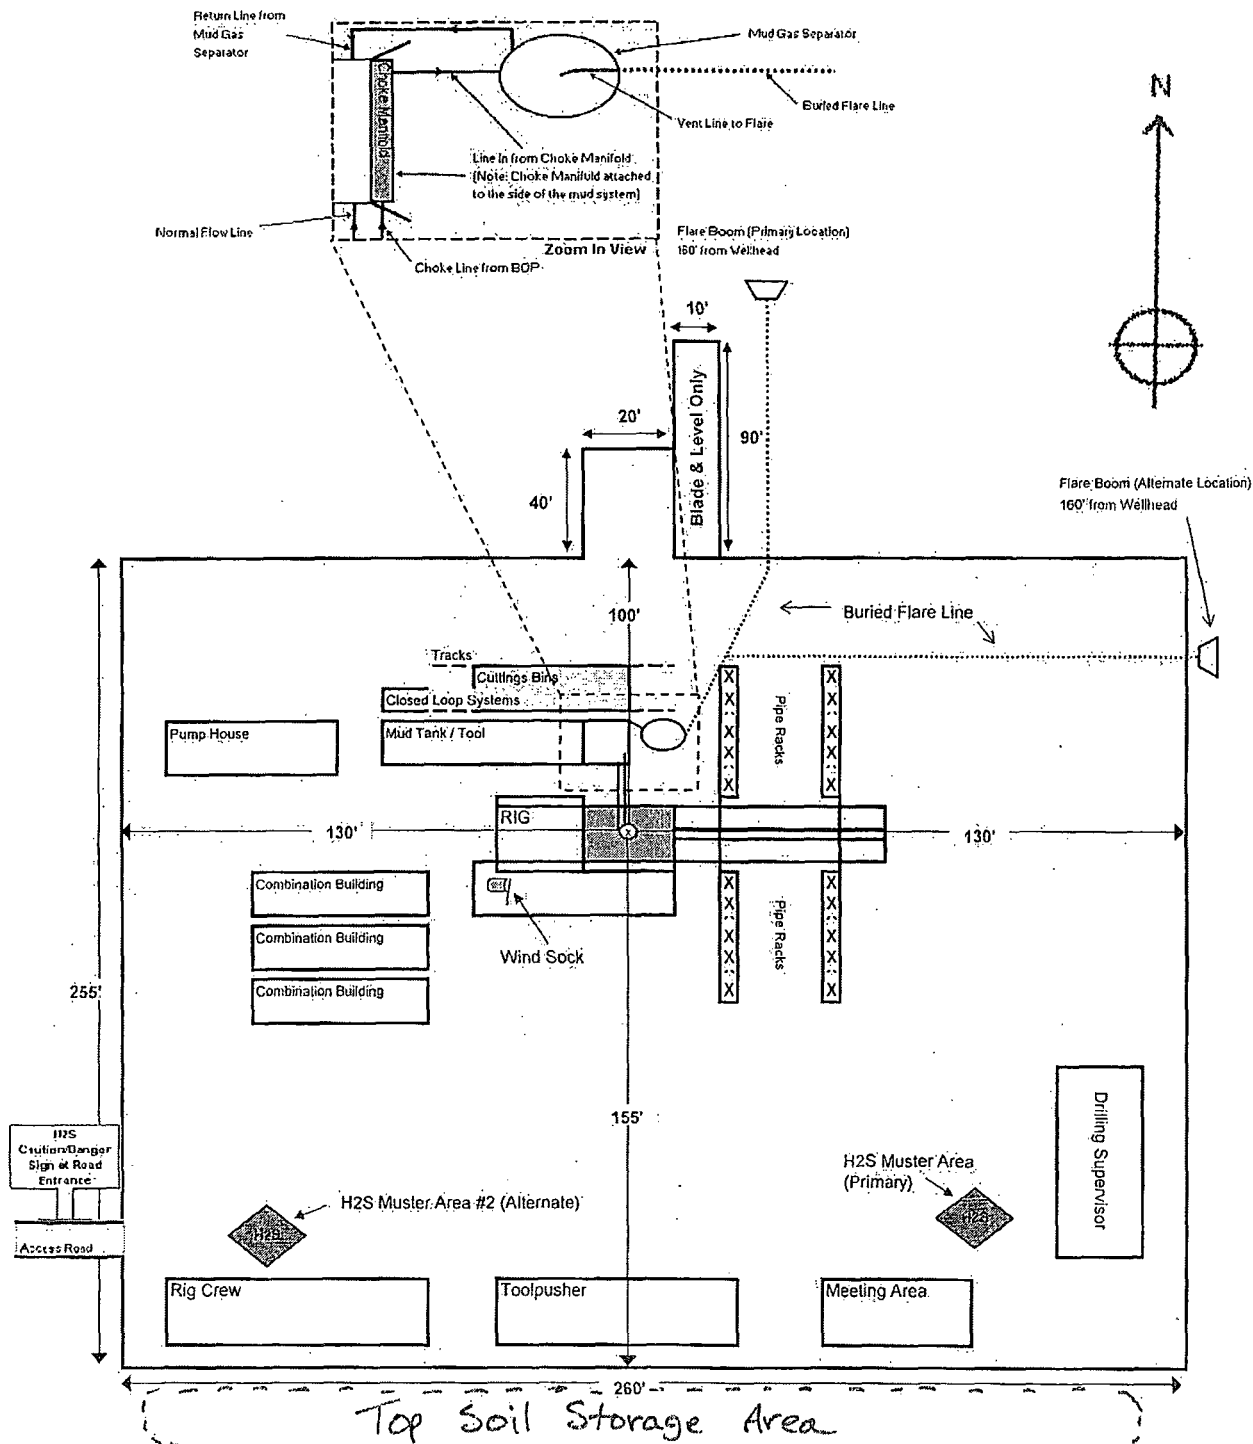 Return Line from
Mud Gas
Separator
Mud Gas Separator
Choke Manifold
Buried Flare Line
Vent Line to Flare
Line In from Choke Manifold
(Note: Choke Manifold attached
to the side of the mud system)
Normal Flow Line
Choke Line from BOP
Zoom In View
Flare Boom (Primary Location)
160' from Wellhead
N
10'
20'
40'
Blade & Level Only
90'
Flare Boom (Alternate Location)
160' from Wellhead
100'
Buried Flare Line
Tracks
Cuttings Bins
Closed Loop Systems
Pump House
Mud Tank / Tool
X
X
X
X
X
X
X
X
X
X
Pipe Racks
RIG
130'
X
130'
Combination Building
Combination Building
Combination Building
Wind Sock
X
X
X
X
X
X
X
X
X
X
Pipe Racks
255'
155'
H2S
Caution/Danger
Sign at Road
Entrance
Access Road
H2S Muster Area #2 (Alternate)
H2S
H2S Muster Area
(Primary)
H2S
Drilling Supervisor
Rig Crew
Toolpusher
Meeting Area
260'
Top Soil Storage Area